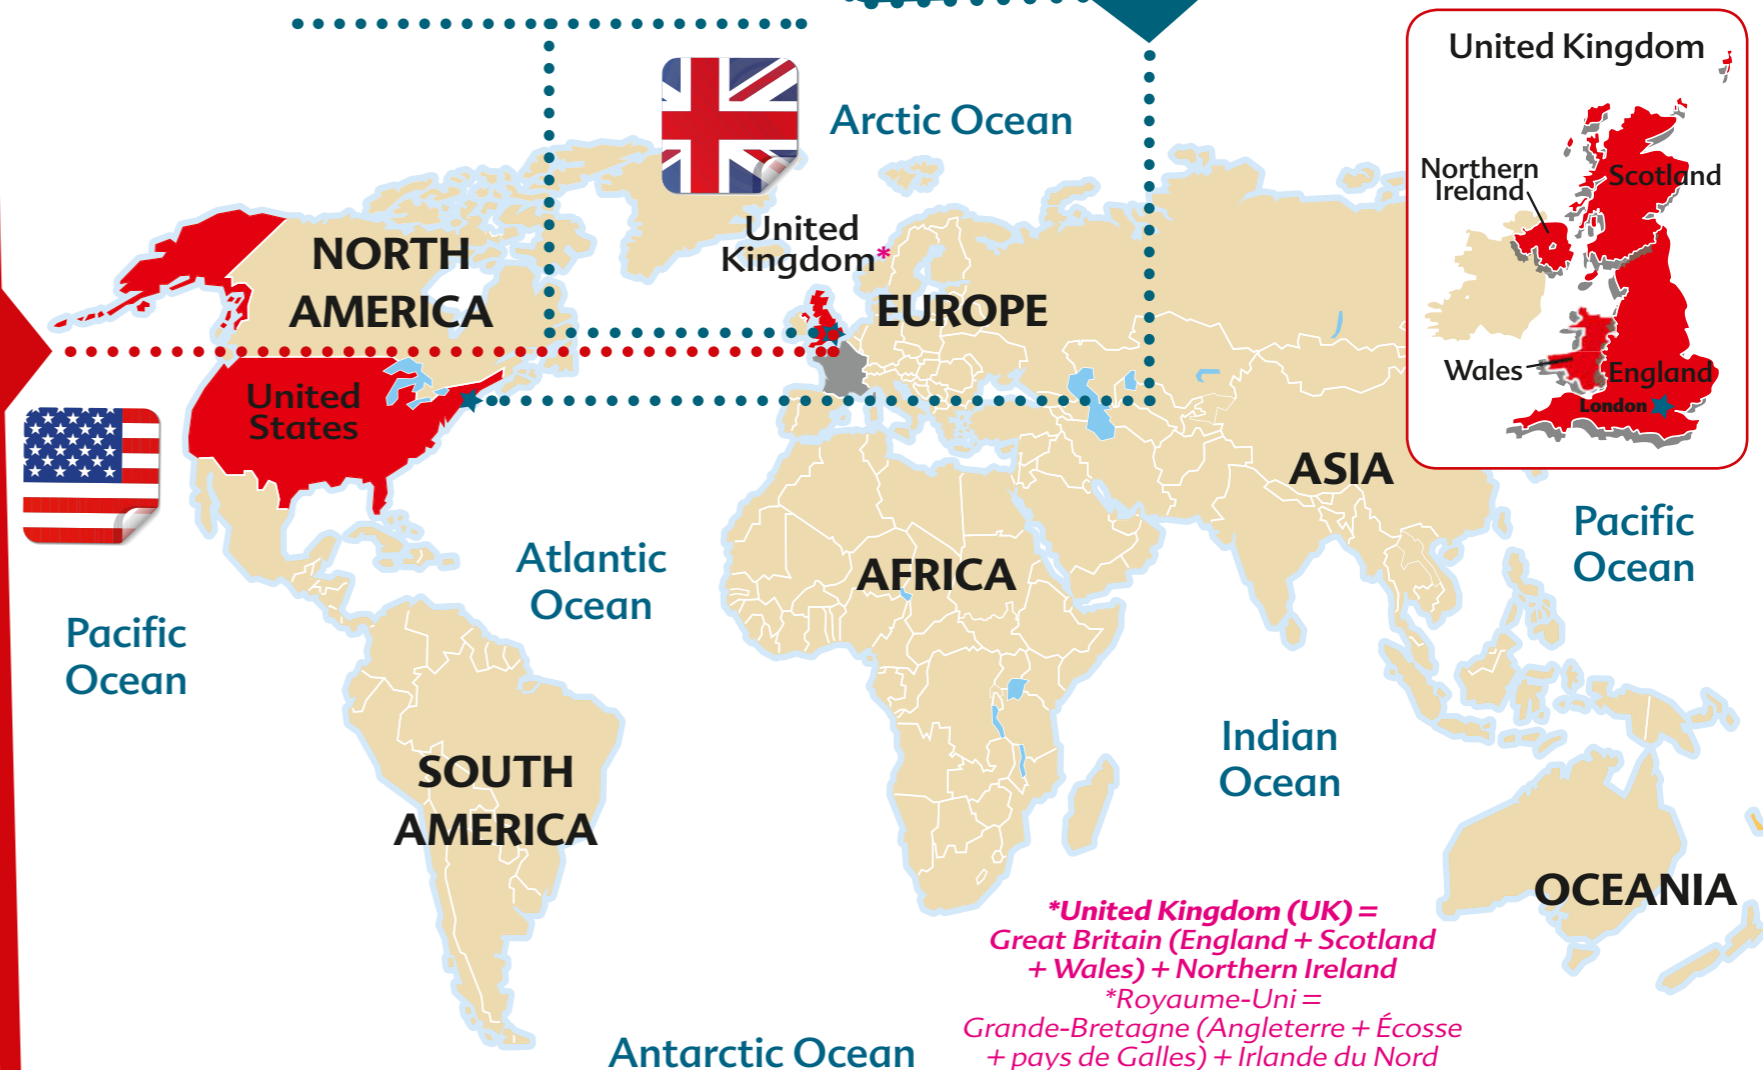 United Kingdom
Arctic Ocean
Northern
Ireland
Scotland
United
Kingdom*
NORTH
AMERICA
EUROPE
Wales
England
London
United
States
ASIA
Pacific
Ocean
Atlantic
Ocean
AFRICA
Pacific
Ocean
Indian
Ocean
SOUTH
AMERICA
OCEANIA
*United Kingdom (UK) =
Great Britain (England + Scotland
+ Wales) + Northern Ireland
*Royaume-Uni =
Grande-Bretagne (Angleterre + Écosse
+ pays de Galles) + Irlande du Nord
Antarctic Ocean